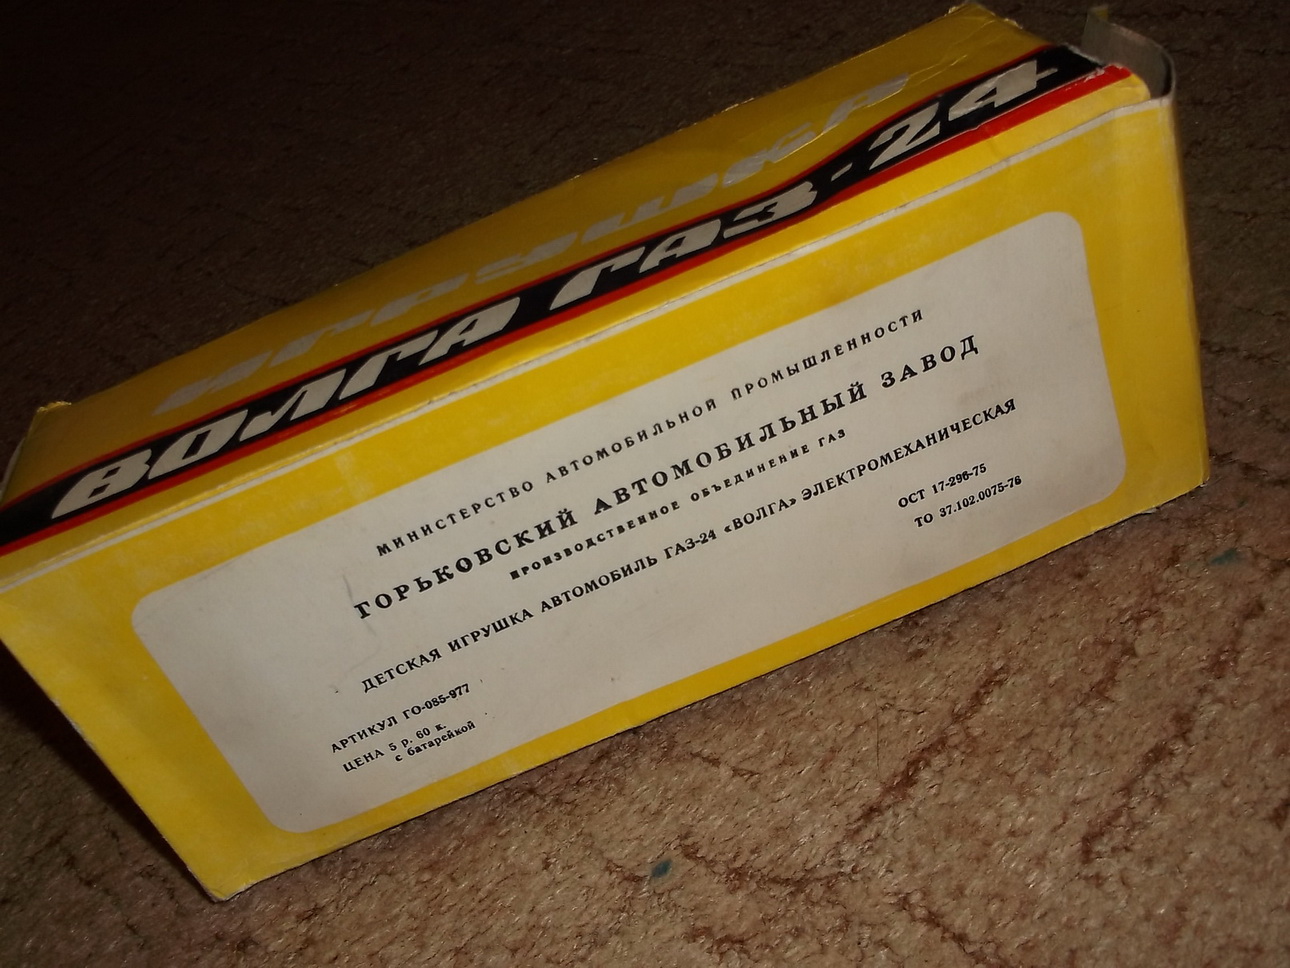 игрушка
ВОЛГА ГАЗ-24
МИНИСТЕРСТВО АВТОМОБИЛЬНОЙ ПРОМЫШЛЕННОСТИ
ГОРЬКОВСКИЙ АВТОМОБИЛЬНЫЙ ЗАВОД
ПРОИЗВОДСТВЕННОЕ ОБЪЕДИНЕНИЕ ГАЗ
ДЕТСКАЯ ИГРУШКА АВТОМОБИЛЬ ГАЗ-24 «ВОЛГА» ЭЛЕКТРОМЕХАНИЧЕСКАЯ
ОСТ 17-296-75
ТО 37.102.0075-76
АРТИКУЛ ГО-085-977
ЦЕНА 5 р. 60 к.
с батарейкой